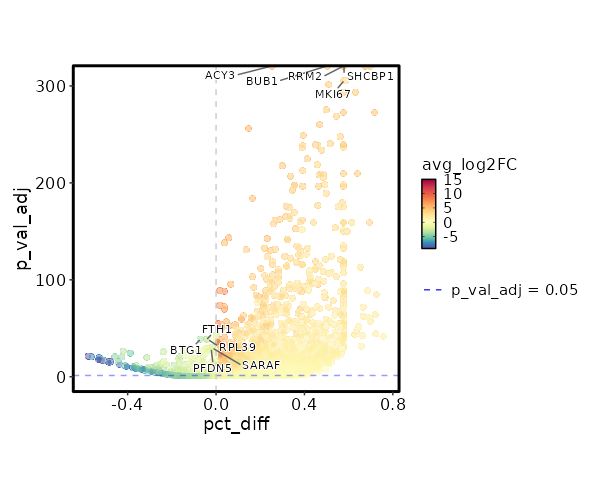 ACY3
BUB1
RRM2
SHCBP1
MKI67
FTH1
BTG1
RPL39
PFDN5
SARAF
300
200
100
0
p_val_adj
-0.4
0.0
0.4
0.8
pct_diff
avg_log2FC
15
10
5
0
-5
p_val_adj = 0.05